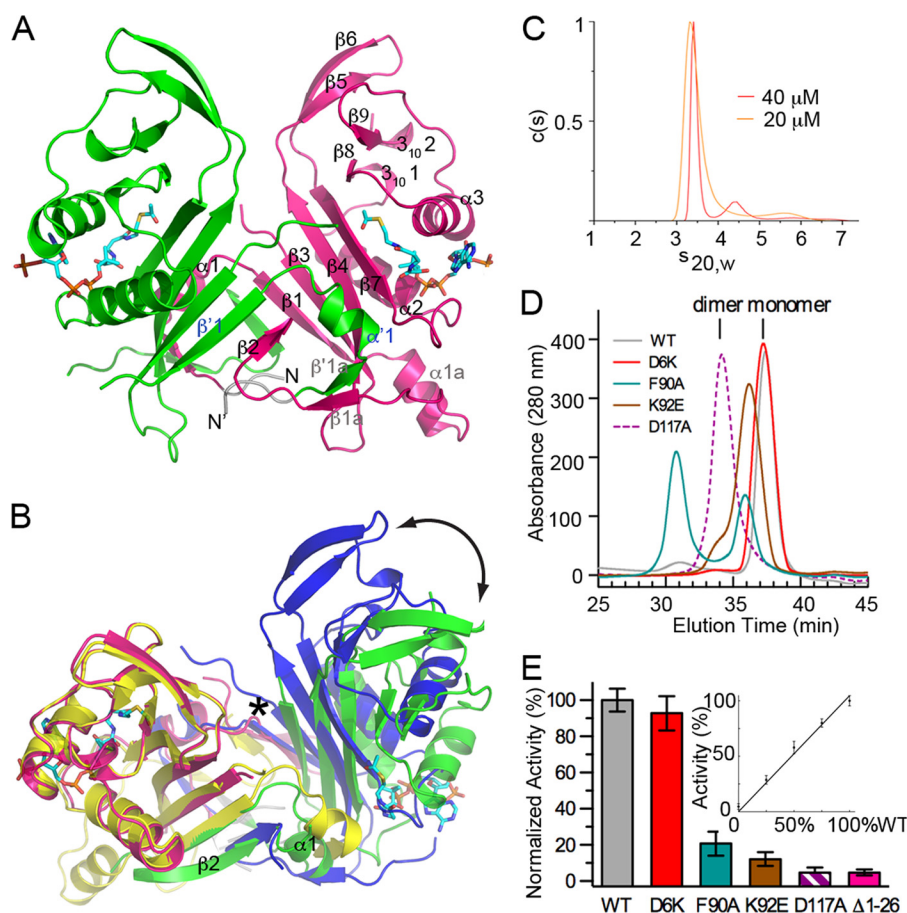 A
β6
β5
β9
3₁₀2
β8
3₁₀1
α3
α1
β3
β4
β7
β1
α2
β'1
α'1
β2
β'1a
α1a
N
N'
β1a
B
*
β2
α1
C
c(s)
1
0.5
40 μM
20 μM
1 2 3 4 5 6 7
s20,w
D
dimer monomer
WT
D6K
F90A
K92E
D117A
Absorbance (280 nm)
400
300
200
100
0
25 30 35 40 45
Elution Time (min)
E
Normalized Activity (%)
100
80
60
40
20
0
WT D6K F90A K92E D117A Δ1-26
Activity (%)
100
50
0
0 50% 100%WT